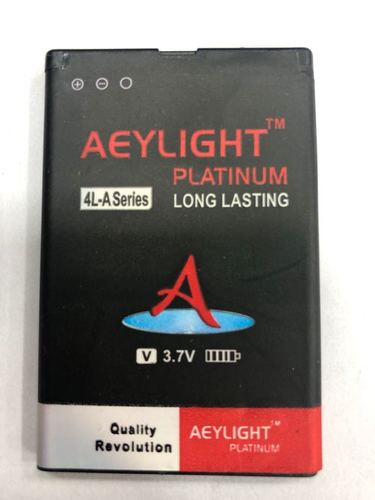 AEYLIGHT™
PLATINUM
4L-A Series LONG LASTING
A
V 3.7V
Quality
Revolution
AEYLIGHT™
PLATINUM